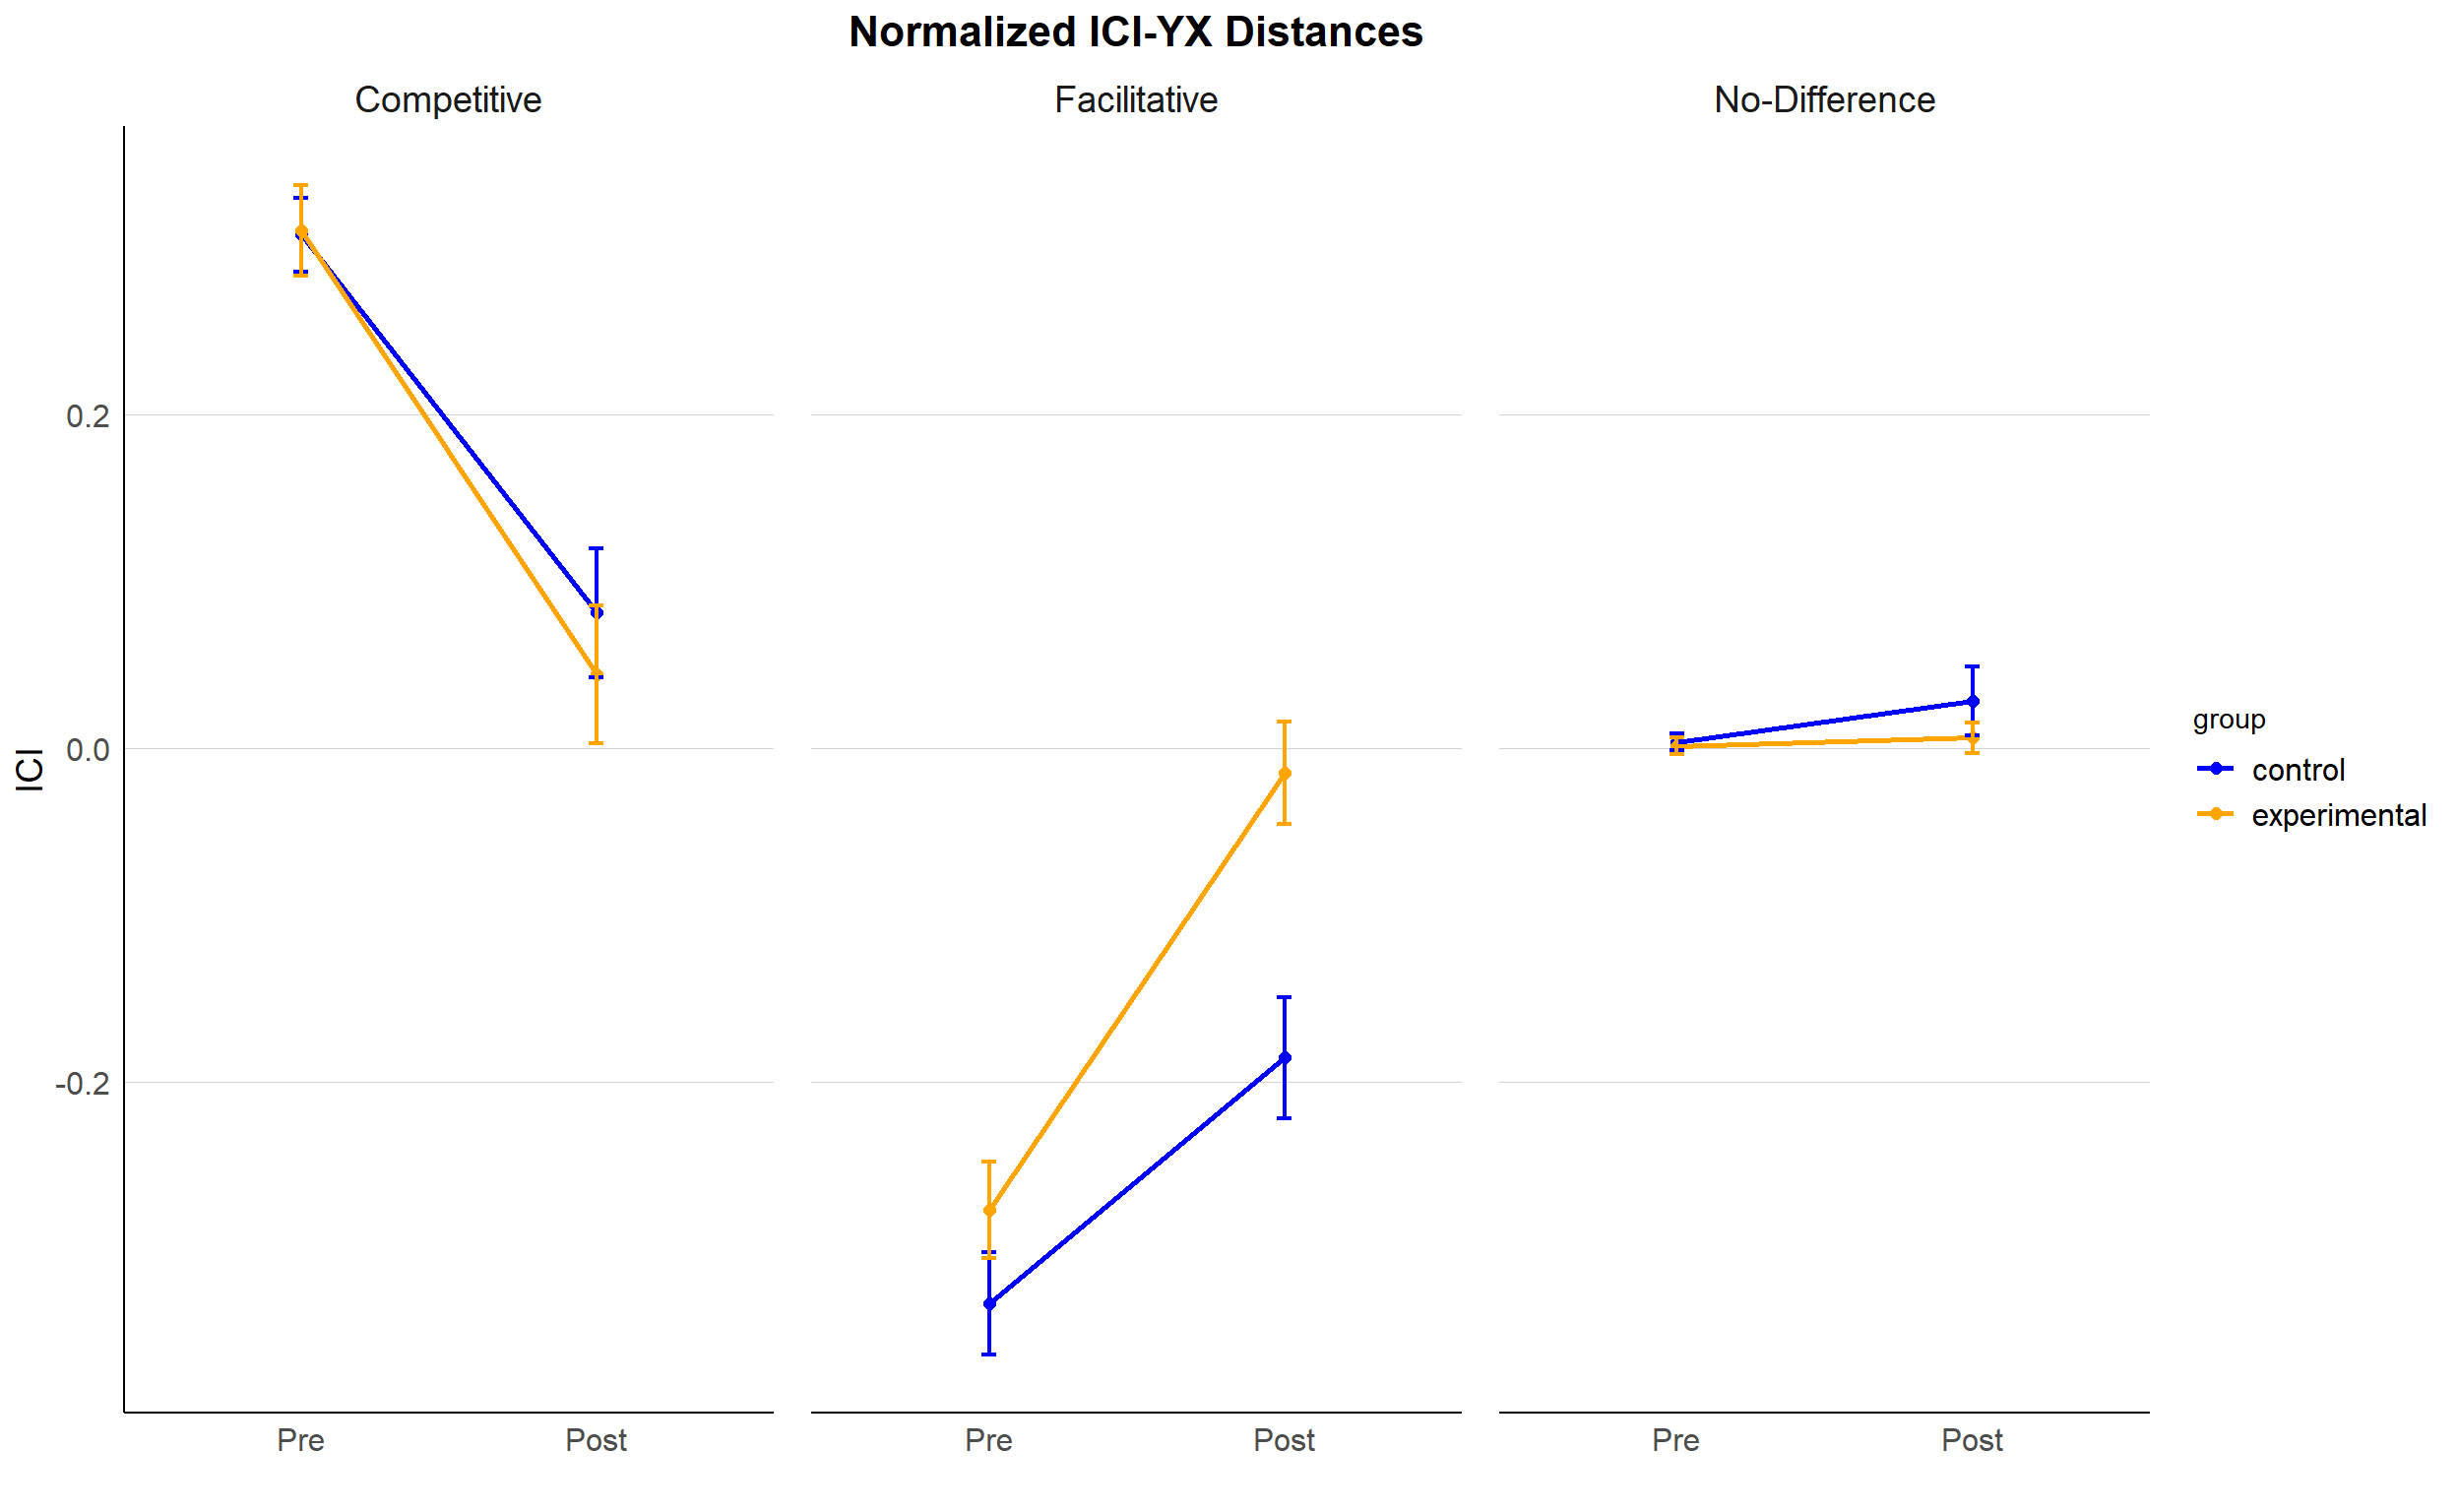 Normalized ICI-YX Distances
Competitive
Facilitative
No-Difference
0.2
0.0
-0.2
ICI
Pre
Post
Pre
Post
Pre
Post
group
control
experimental